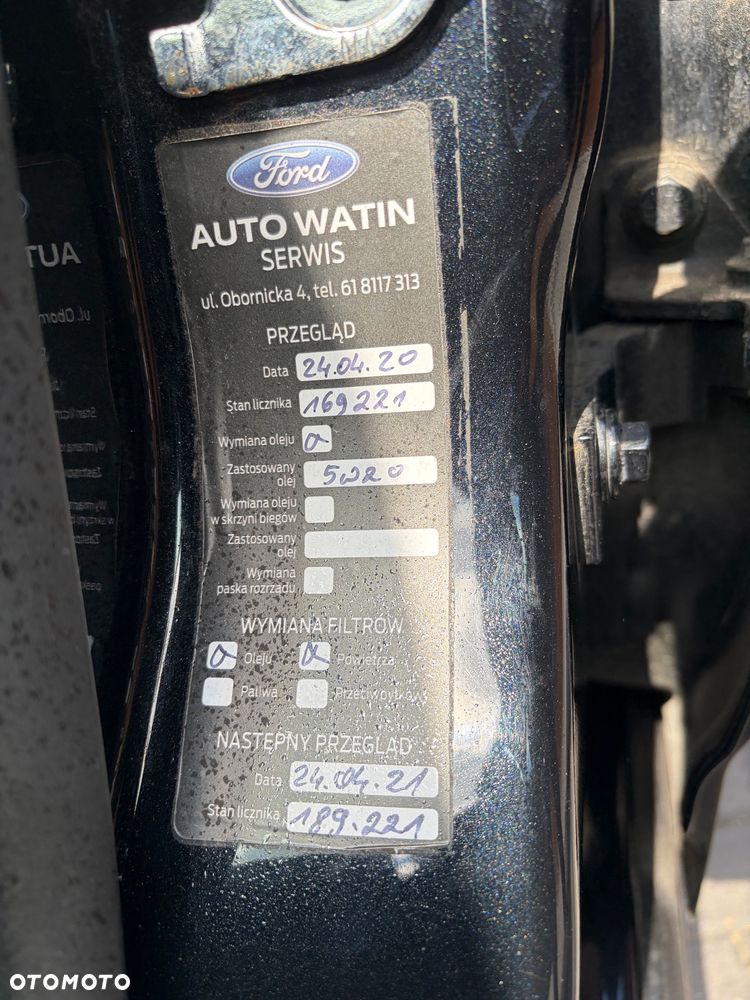 Ford
AUTO WATIN
SERWIS
ul. Obornicka 4, tel. 61 8117 313
PRZEGLĄD
Data 24.04.20
Stan licznika 169221
Wymiana oleju
Zastosowany olej 5W20
Wymiana oleju
w skrzyni biegów
Zastosowany
olej
Wymiana
paska rozrządu
WYMIANA FILTRÓW
Oleju Powietrza
Paliwa Przeciwpyłkowy
NASTĘPNY PRZEGLĄD
Data 24.04.21
Stan licznika 189.221
OTOMOTO